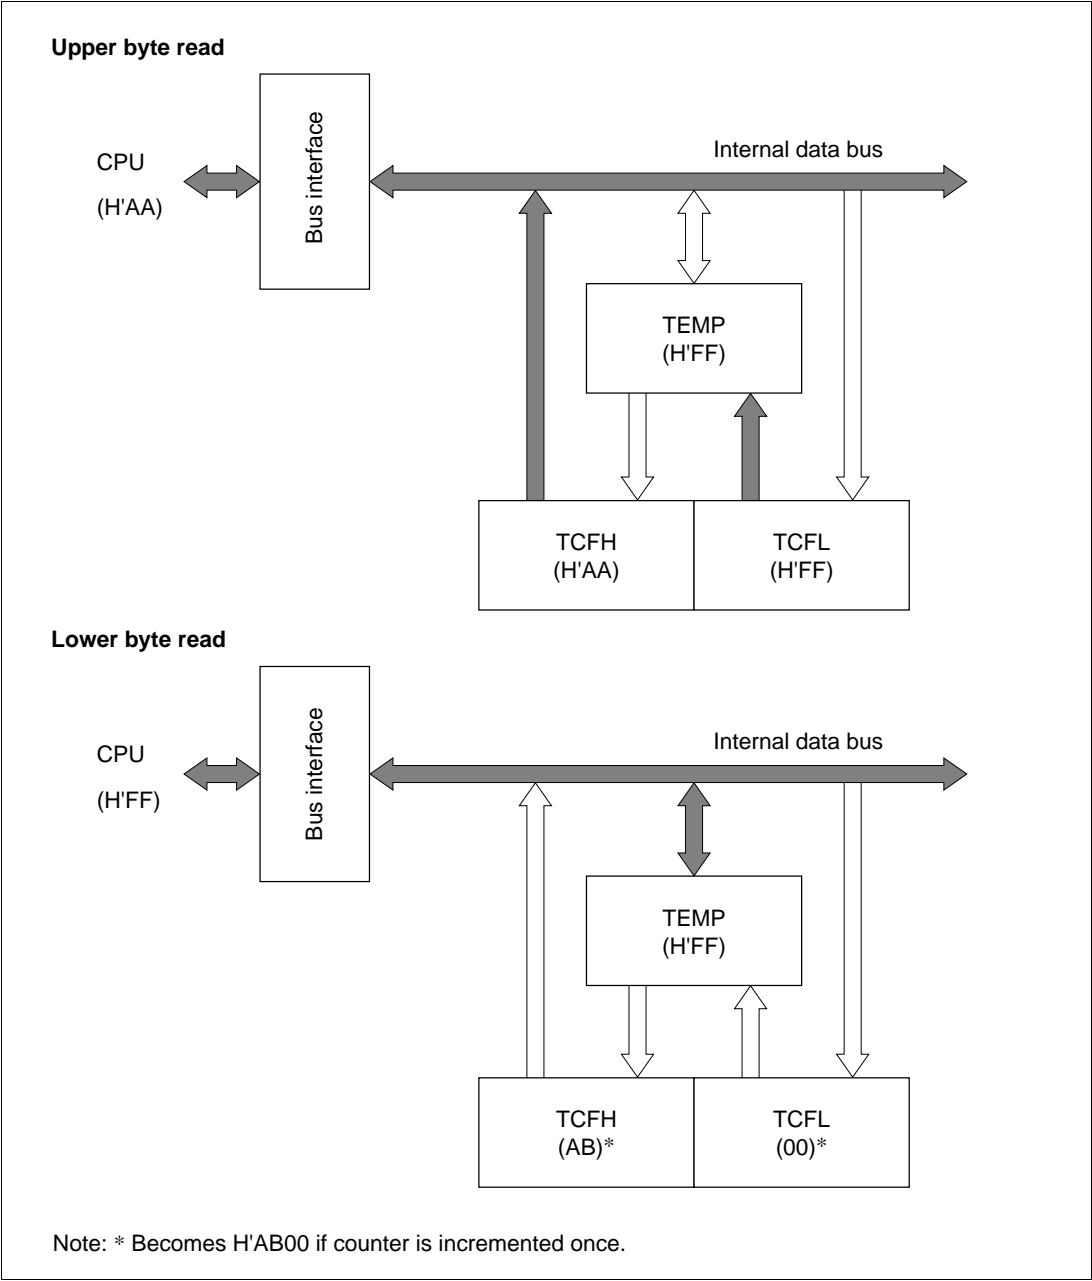 Upper byte read
CPU
(H'AA)
Bus interface
Internal data bus
TEMP
(H'FF)
TCFH
(H'AA)
TCFL
(H'FF)
Lower byte read
CPU
(H'FF)
Bus interface
Internal data bus
TEMP
(H'FF)
TCFH
(AB)*
TCFL
(00)*
Note: * Becomes H'AB00 if counter is incremented once.